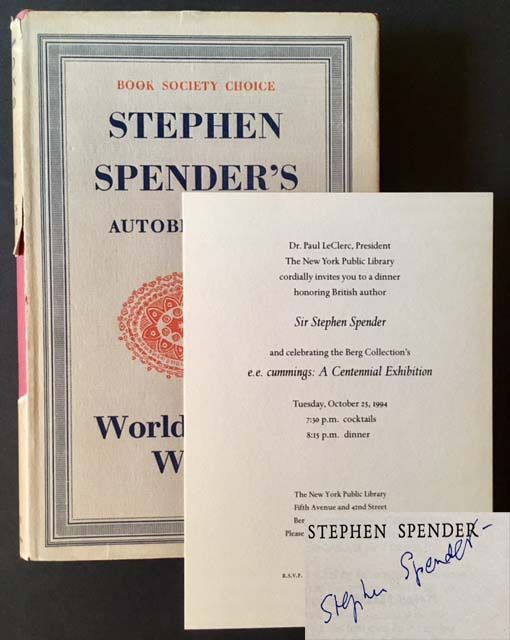 BOOK SOCIETY CHOICE
STEPHEN
SPENDER'S
AUTOB
World
W
Dr. Paul LeClerc, President
The New York Public Library
cordially invites you to a dinner
honoring British author
Sir Stephen Spender
and celebrating the Berg Collection's
e.e. cummings: A Centennial Exhibition
Tuesday, October 25, 1994
7:30 p.m. cocktails
8:15 p.m. dinner
The New York Public Library
Fifth Avenue and 42nd Street
Ber
Please
R.S.V.P.
STEPHEN SPENDER
Stephen Spender